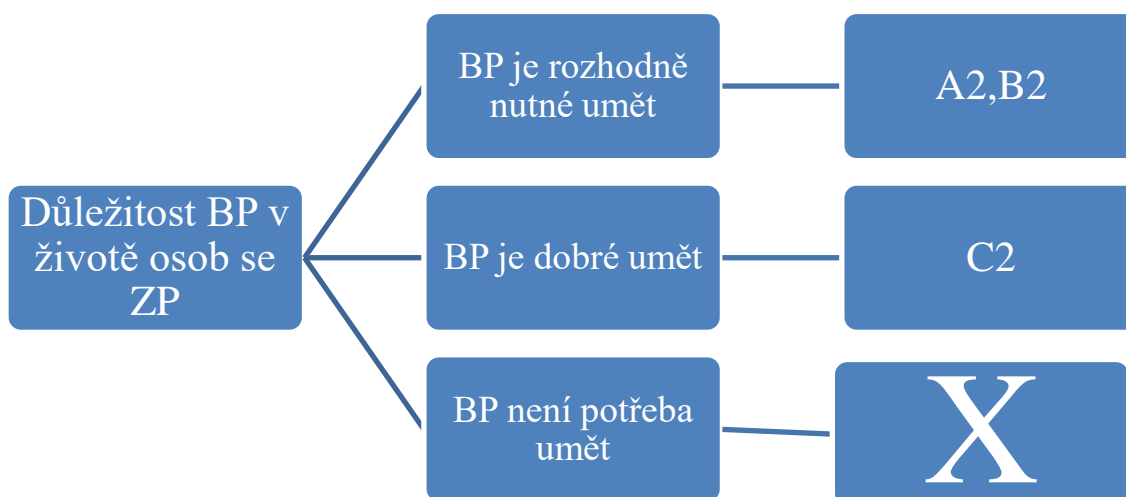 Důležitost BP v
životě osob se
ZP
BP je rozhodně
nutné umět
A2,B2
BP je dobré umět
C2
BP není potřeba
umět
X